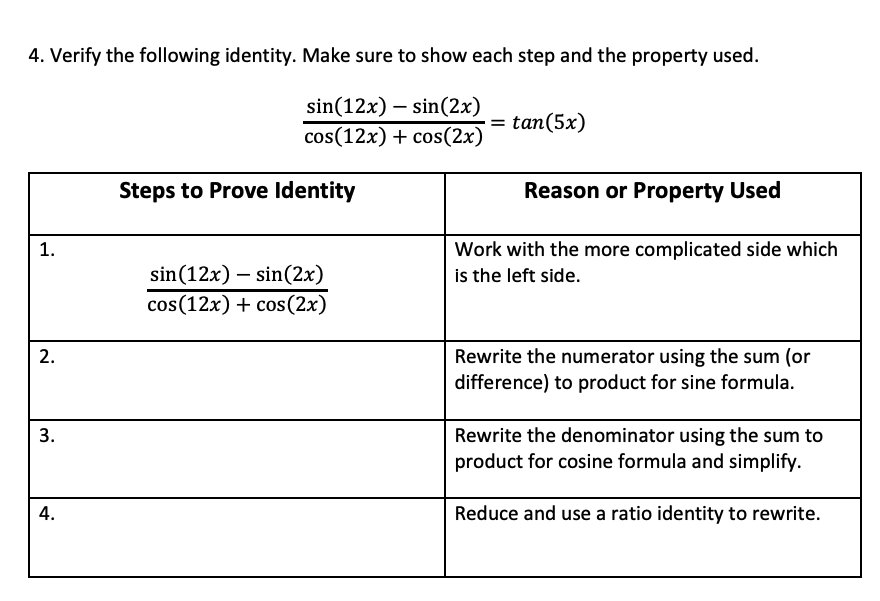 4. Verify the following identity. Make sure to show each step and the property used.
sin(12x) − sin(2x)
cos(12x) + cos(2x)
= tan(5x)
Steps to Prove Identity
Reason or Property Used
1.
sin(12x) − sin(2x)
cos(12x) + cos(2x)
Work with the more complicated side which
is the left side.
2.
Rewrite the numerator using the sum (or
difference) to product for sine formula.
3.
Rewrite the denominator using the sum to
product for cosine formula and simplify.
4.
Reduce and use a ratio identity to rewrite.